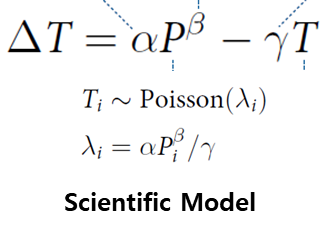 ΔT = αP^β − γT
T_i ∼ Poisson(λ_i)
λ_i = αP_i^β/γ
Scientific Model